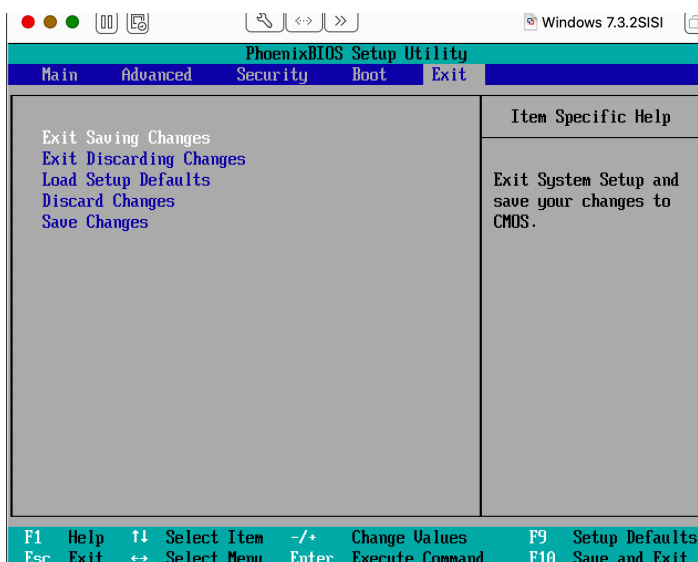 Windows 7.3.2SISI
PhoenixBIOS Setup Utility
Main Advanced Security Boot Exit
Item Specific Help
Exit Saving Changes
Exit Discarding Changes
Load Setup Defaults
Discard Changes
Save Changes
Exit System Setup and
save your changes to
CMOS.
F1 Help ↑↓ Select Item -/+ Change Values F9 Setup Defaults
Esc Exit ↔ Select Menu Enter Execute Command F10 Save and Exit